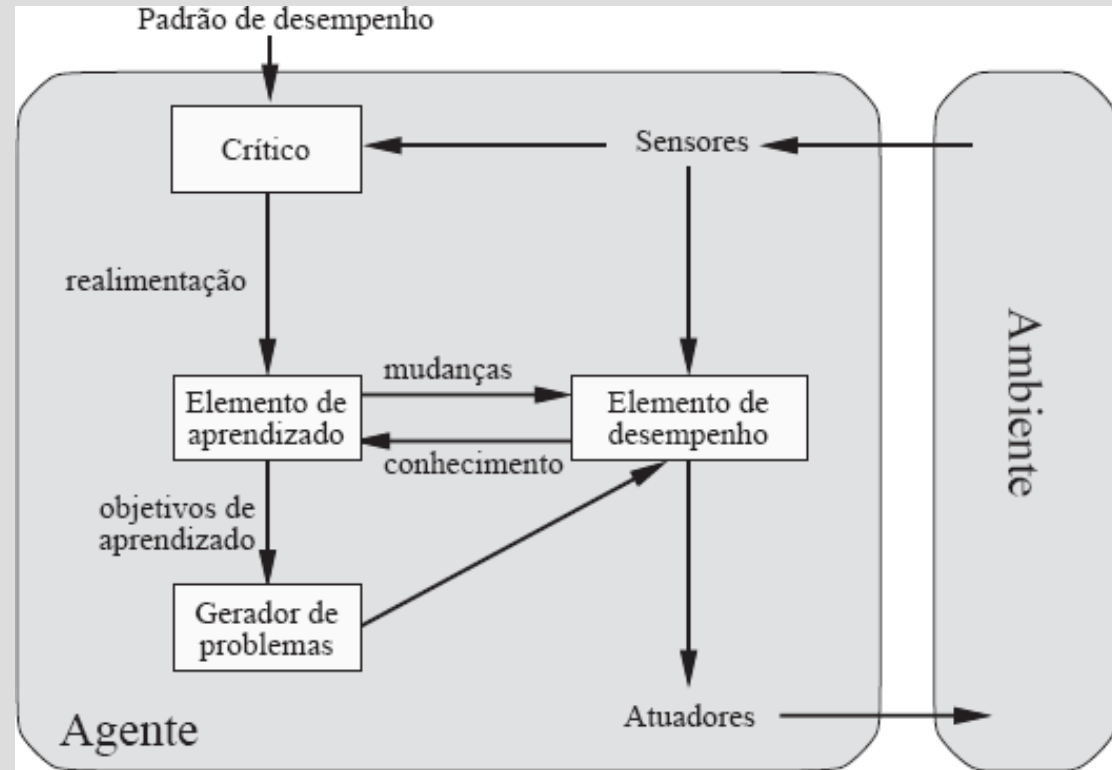 Padrão de desempenho
Crítico
Sensores
realimentação
mudanças
Elemento de
aprendizado
Elemento de
desempenho
conhecimento
objetivos de
aprendizado
Gerador de
problemas
Atuadores
Agente
Ambiente